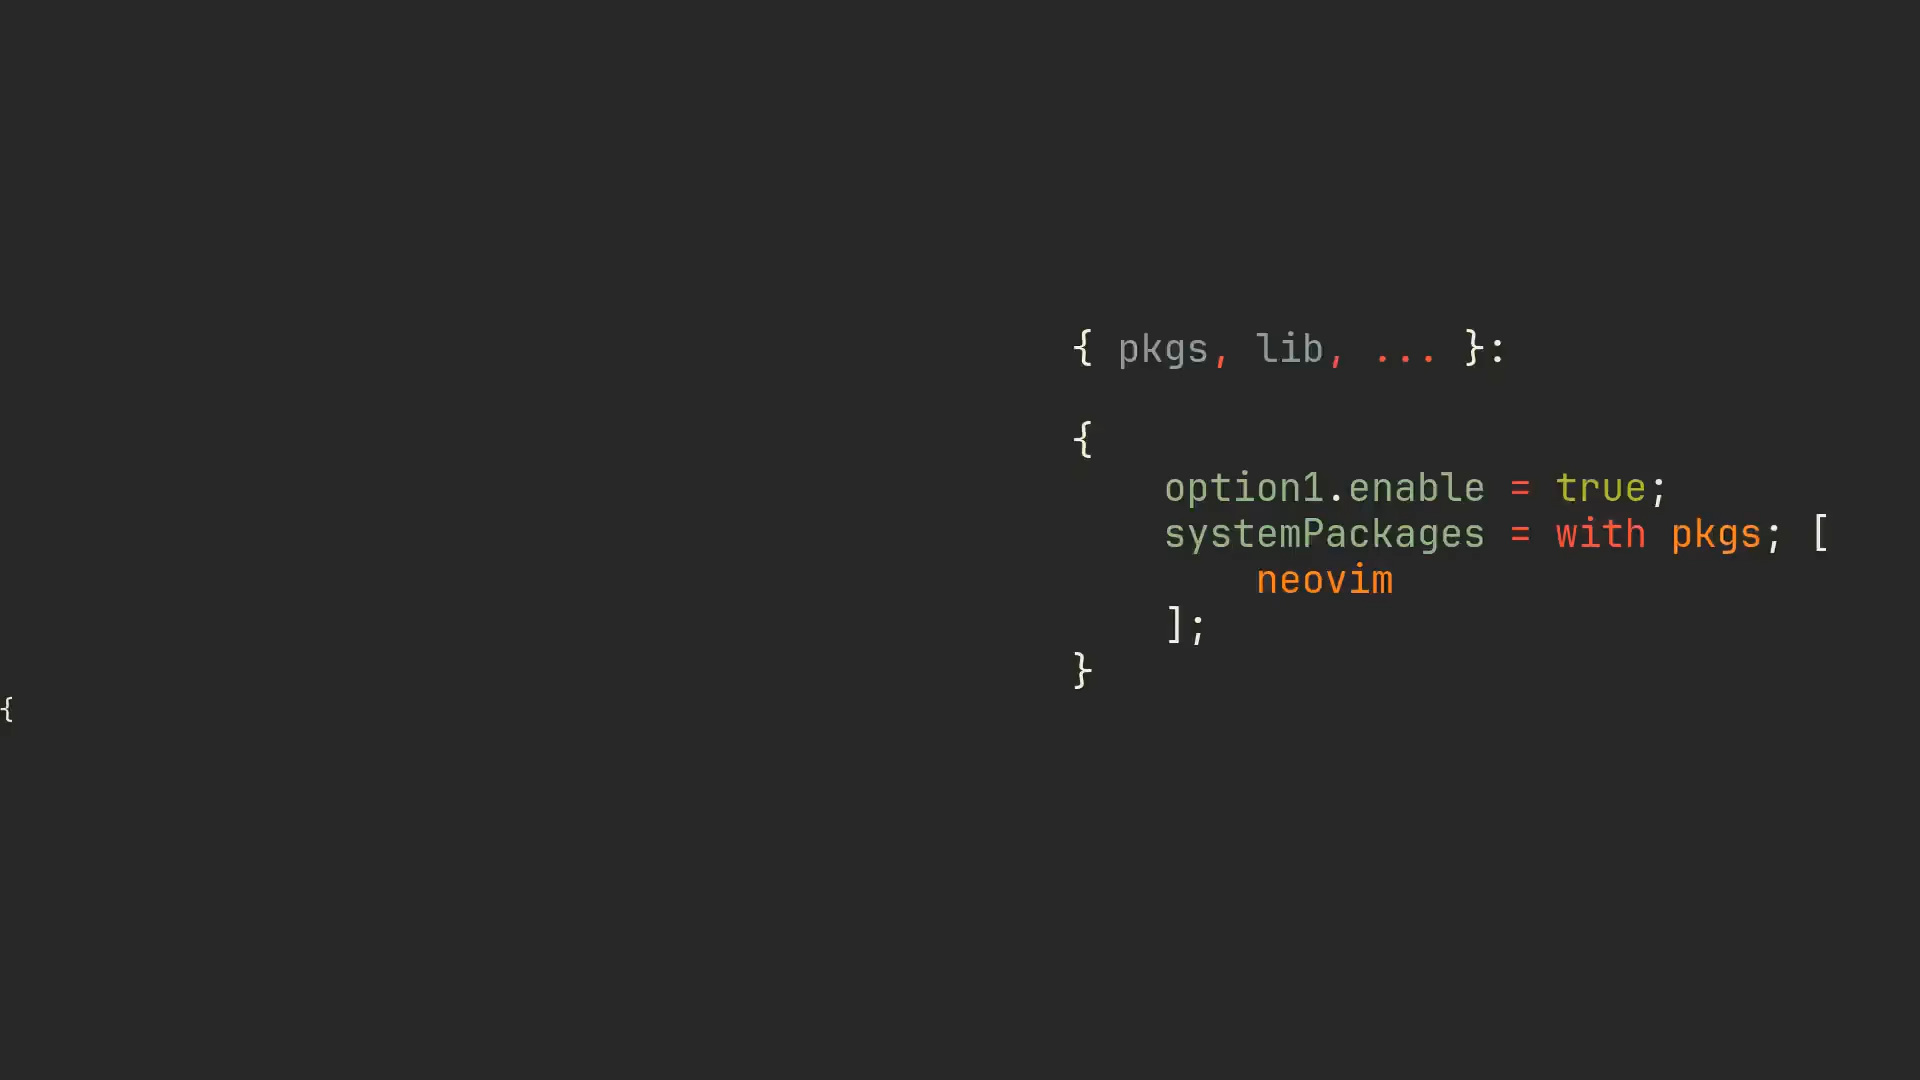 { pkgs, lib, ... }:
{
    option1.enable = true;
    systemPackages = with pkgs; [
        neovim
    ];
}
{